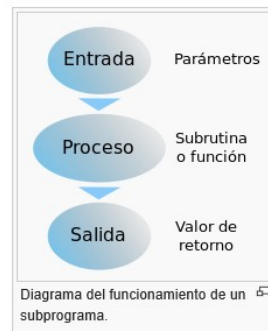 Entrada
Parámetros
Proceso
Subrutina
o función
Salida
Valor de
retorno
Diagrama del funcionamiento de un
subprograma.